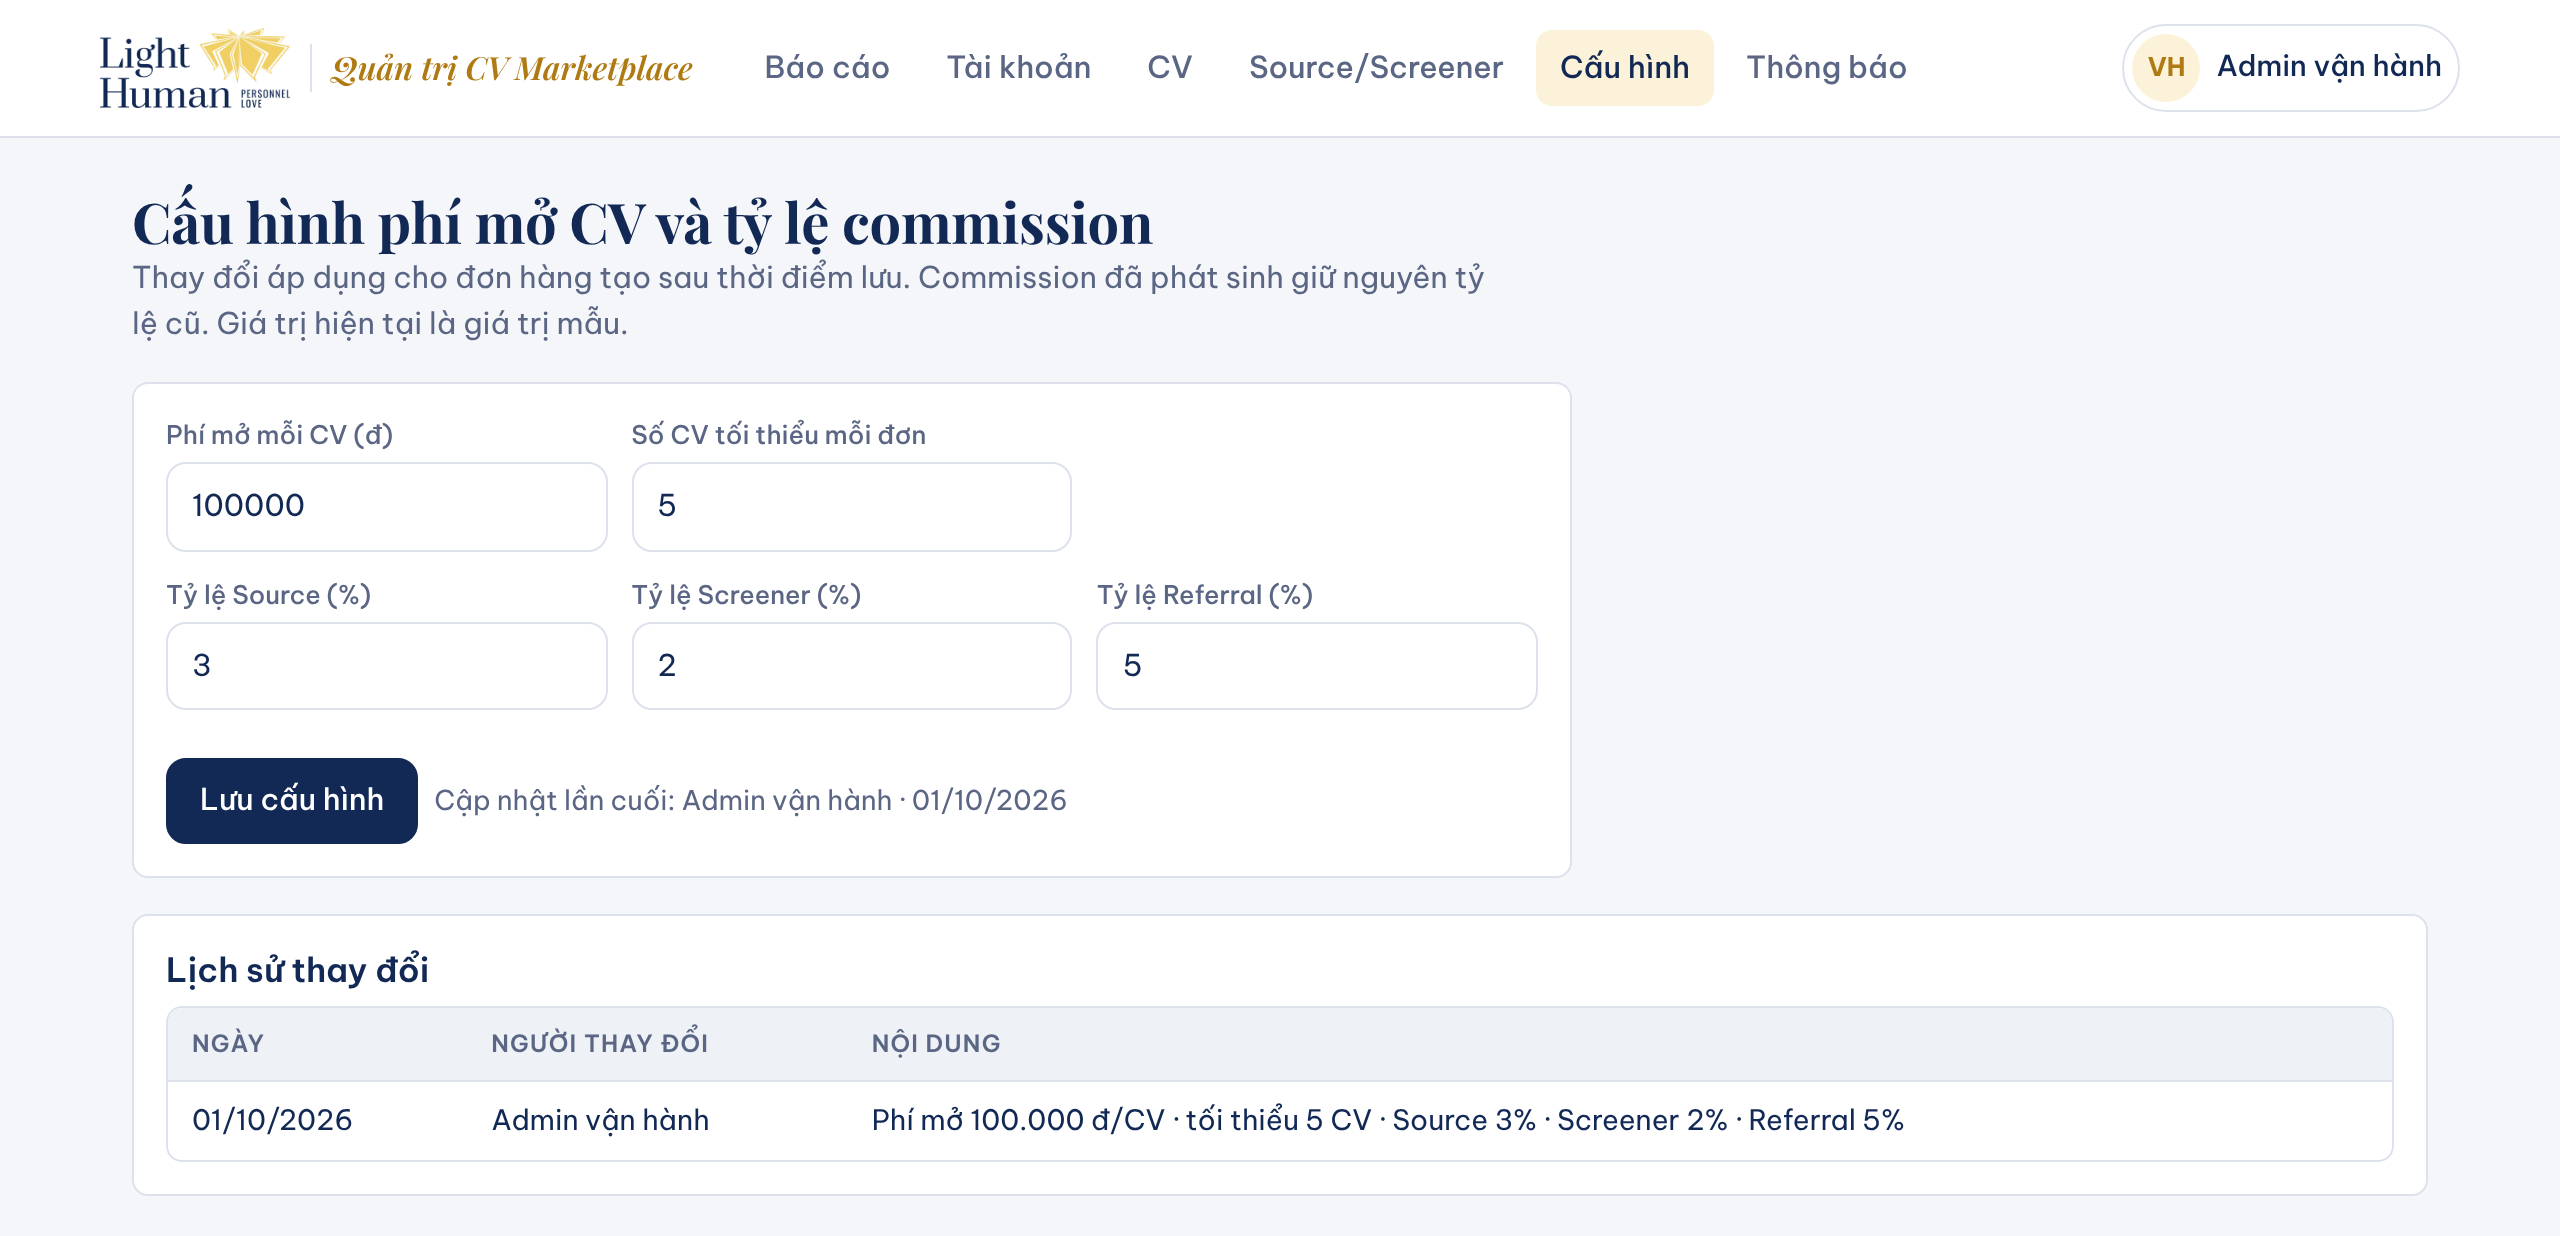 Light
Human
PERSONNEL
LOVE
Quản trị CV Marketplace
Báo cáo
Tài khoản
CV
Source/Screener
Cấu hình
Thông báo
VH
Admin vận hành
Cấu hình phí mở CV và tỷ lệ commission
Thay đổi áp dụng cho đơn hàng tạo sau thời điểm lưu. Commission đã phát sinh giữ nguyên tỷ
lệ cũ. Giá trị hiện tại là giá trị mẫu.
Phí mở mỗi CV (đ)
Số CV tối thiểu mỗi đơn
100000
5
Tỷ lệ Source (%)
Tỷ lệ Screener (%)
Tỷ lệ Referral (%)
3
2
5
Lưu cấu hình
Cập nhật lần cuối: Admin vận hành · 01/10/2026
Lịch sử thay đổi
NGÀY
NGƯỜI THAY ĐỔI
NỘI DUNG
01/10/2026
Admin vận hành
Phí mở 100.000 đ/CV · tối thiểu 5 CV · Source 3% · Screener 2% · Referral 5%